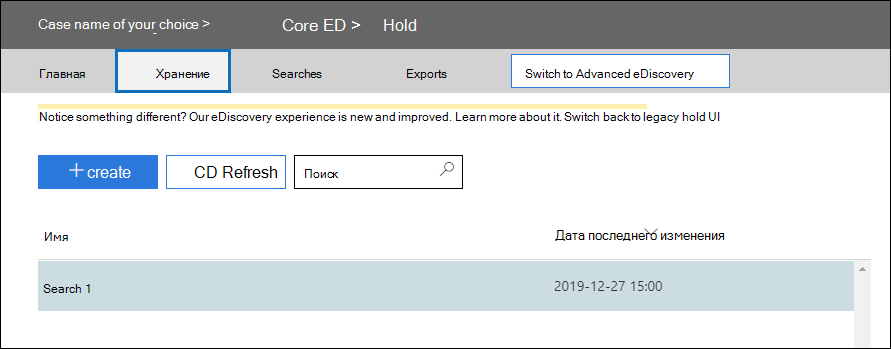 Case name of your choice > Core ED > Hold
Главная Хранение Searches Exports Switch to Advanced eDiscovery
Notice something different? Our eDiscovery experience is new and improved. Learn more about it. Switch back to legacy hold UI
+create CD Refresh Поиск
Имя Дата последнего изменения
Search 1 2019-12-27 15:00